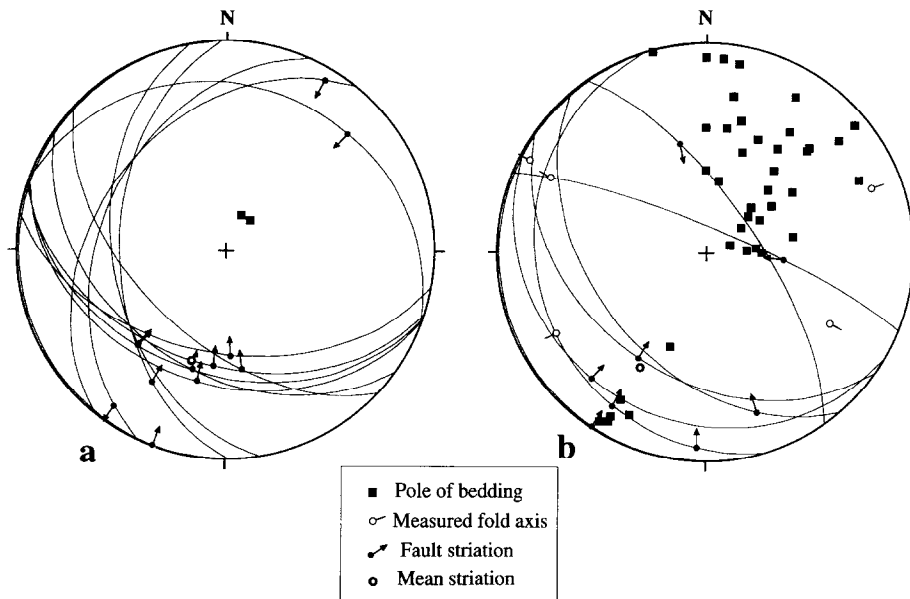 N
N
a
b
Pole of bedding
Measured fold axis
Fault striation
Mean striation